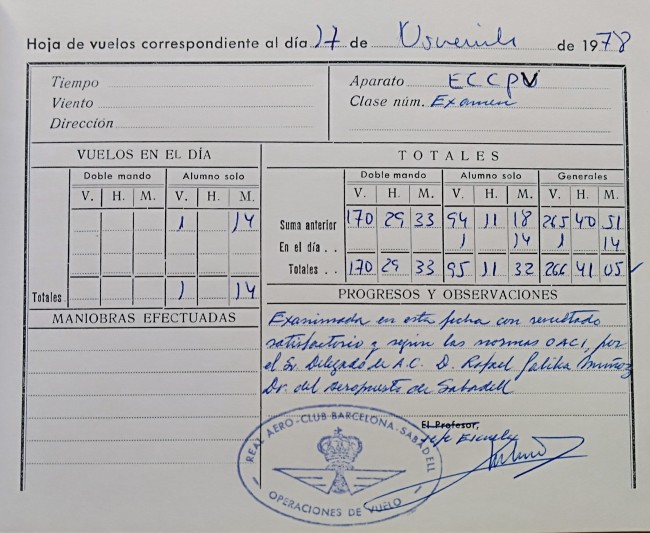 Hoja de vuelos correspondiente al día 17 de de 1978
Tiempo
Viento
Dirección
Aparato ECCPV
Clase núm. Examen
VUELOS EN EL DÍA
Doble mando Alumno solo
V. H. M. V. H. M.
1 14
Totales 1 14
TOTALES
Doble mando Alumno solo Generales
V. H. M. V. H. M. V. H. M.
Suma anterior 170 29 33 94 11 18 265 40 51
En el día . . 1 14 1 14
Totales . . 170 29 33 95 11 32 266 41 05
MANIOBRAS EFECTUADAS
PROGRESOS Y OBSERVACIONES
Examinada en esta fecha con resultado
satisfactorio y según las normas OACI, por
el Sr. Delegado de A.C. D. Rafael Muñoz
Dr. del aeropuerto de Sabadell
El Profesor,
Jefe Escuela
REAL AERO-CLUB BARCELONA-SABADELL
OPERACIONES DE VUELO